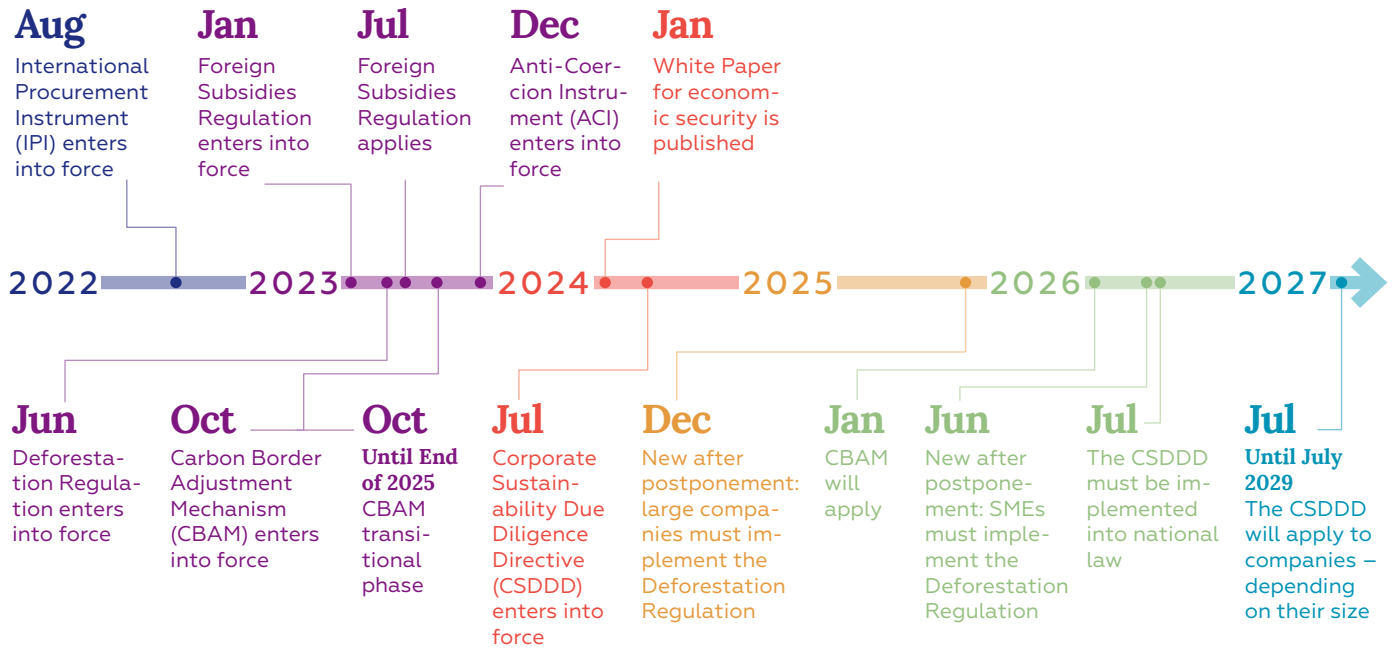 Aug
International
Procurement
Instrument
(IPI) enters
into force
Jan
Foreign
Subsidies
Regulation
enters into
force
Jul
Foreign
Subsidies
Regulation
applies
Dec
Anti-Coer-
cion Instru-
ment (ACI)
enters into
force
Jan
White Paper
for econom-
ic security is
published
2022
2023
2024
2025
2026
2027
Jun
Deforesta-
tion Regula-
tion enters
into force
Oct
Carbon Border
Adjustment
Mechanism
(CBAM) enters
into force
Oct
Until End
of 2025
CBAM
transi-
tional
phase
Jul
Corporate
Sustain-
ability Due
Diligence
Directive
(CSDDD)
enters into
force
Dec
New after
postponement:
large compa-
nies must im-
plement the
Deforestation
Regulation
Jan
CBAM
will
apply
Jun
New after
postpone-
ment: SMEs
must imple-
ment the
Deforestation
Regulation
Jul
The CSDDD
must be im-
plemented
into national
law
Jul
Until July
2029
The CSDDD
will apply to
companies –
depending
on their size